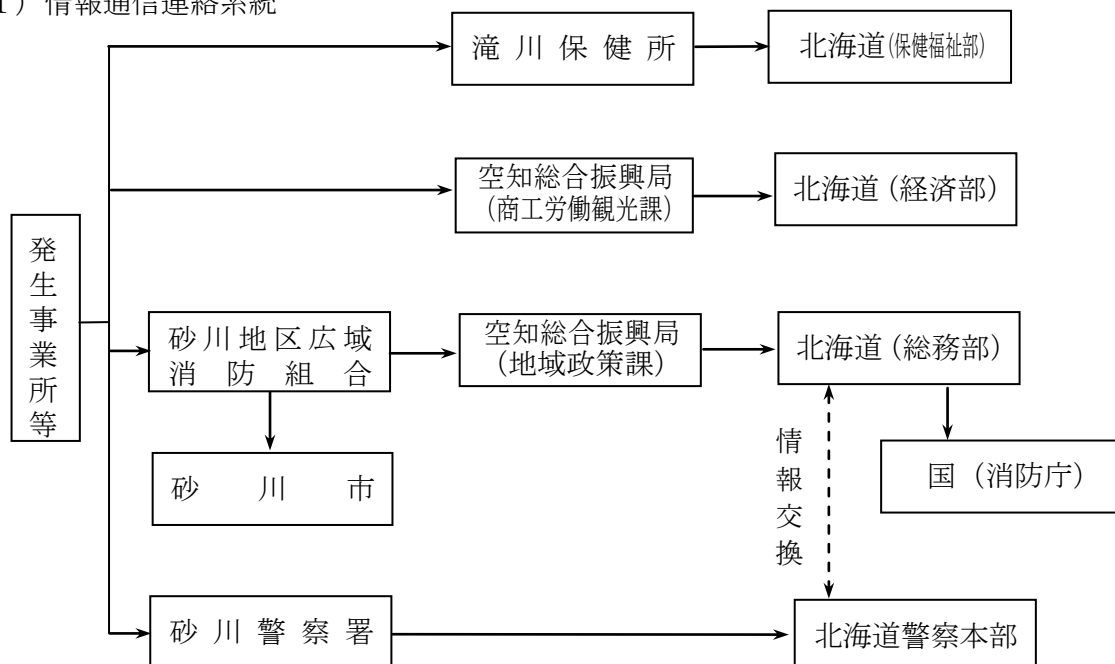 1）情報通信連絡系統
滝川保健所
北海道（保健福祉部）
空知総合振興局
（商工労働観光課）
北海道（経済部）
発生事業所等
砂川地区広域
消防組合
空知総合振興局
（地域政策課）
北海道（総務部）
砂川市
情報交換
国（消防庁）
砂川警察署
北海道警察本部